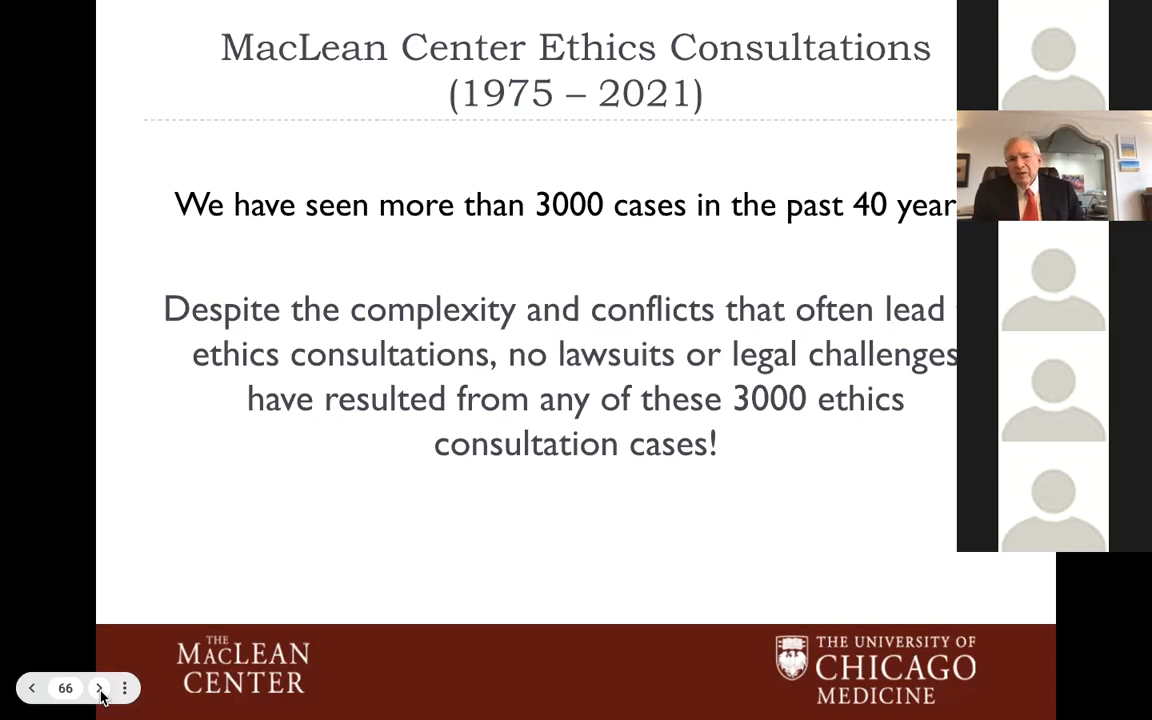 MacLean Center Ethics Consultations
(1975 – 2021)
We have seen more than 3000 cases in the past 40 year
Despite the complexity and conflicts that often lead
ethics consultations, no lawsuits or legal challenges
have resulted from any of these 3000 ethics
consultation cases!
THE
MACLEAN
CENTER
THE UNIVERSITY OF
CHICAGO
MEDICINE
66